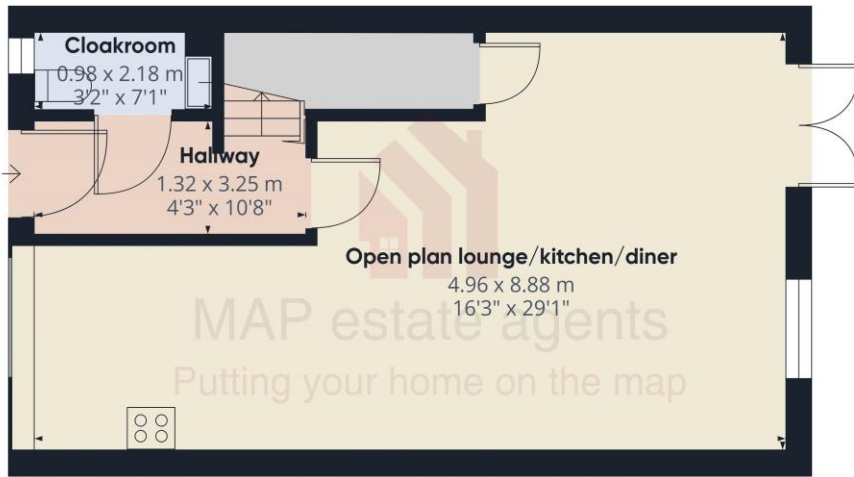 Cloakroom
0.98 x 2.18 m
3'2" x 7'1"
Hallway
1.32 x 3.25 m
4'3" x 10'8"
Open plan lounge/kitchen/diner
4.96 x 8.88 m
16'3" x 29'1"
MAP estate agents
Putting your home on the map